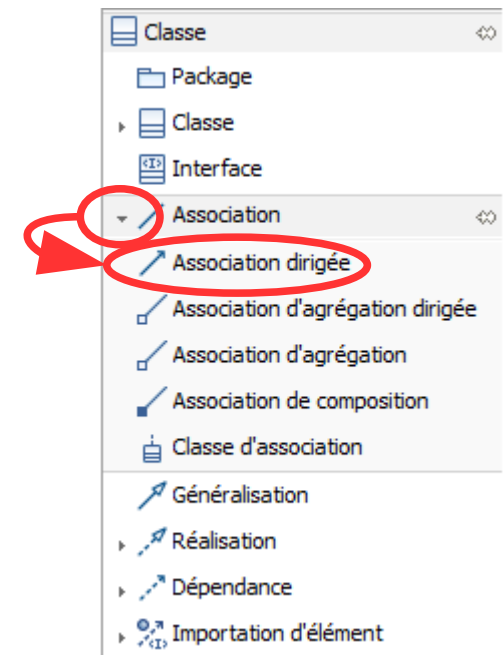 Classe
Package
Classe
Interface
Association
Association dirigée
Association d'agrégation dirigée
Association d'agrégation
Association de composition
Classe d'association
Généralisation
Réalisation
Dépendance
Importation d'élément